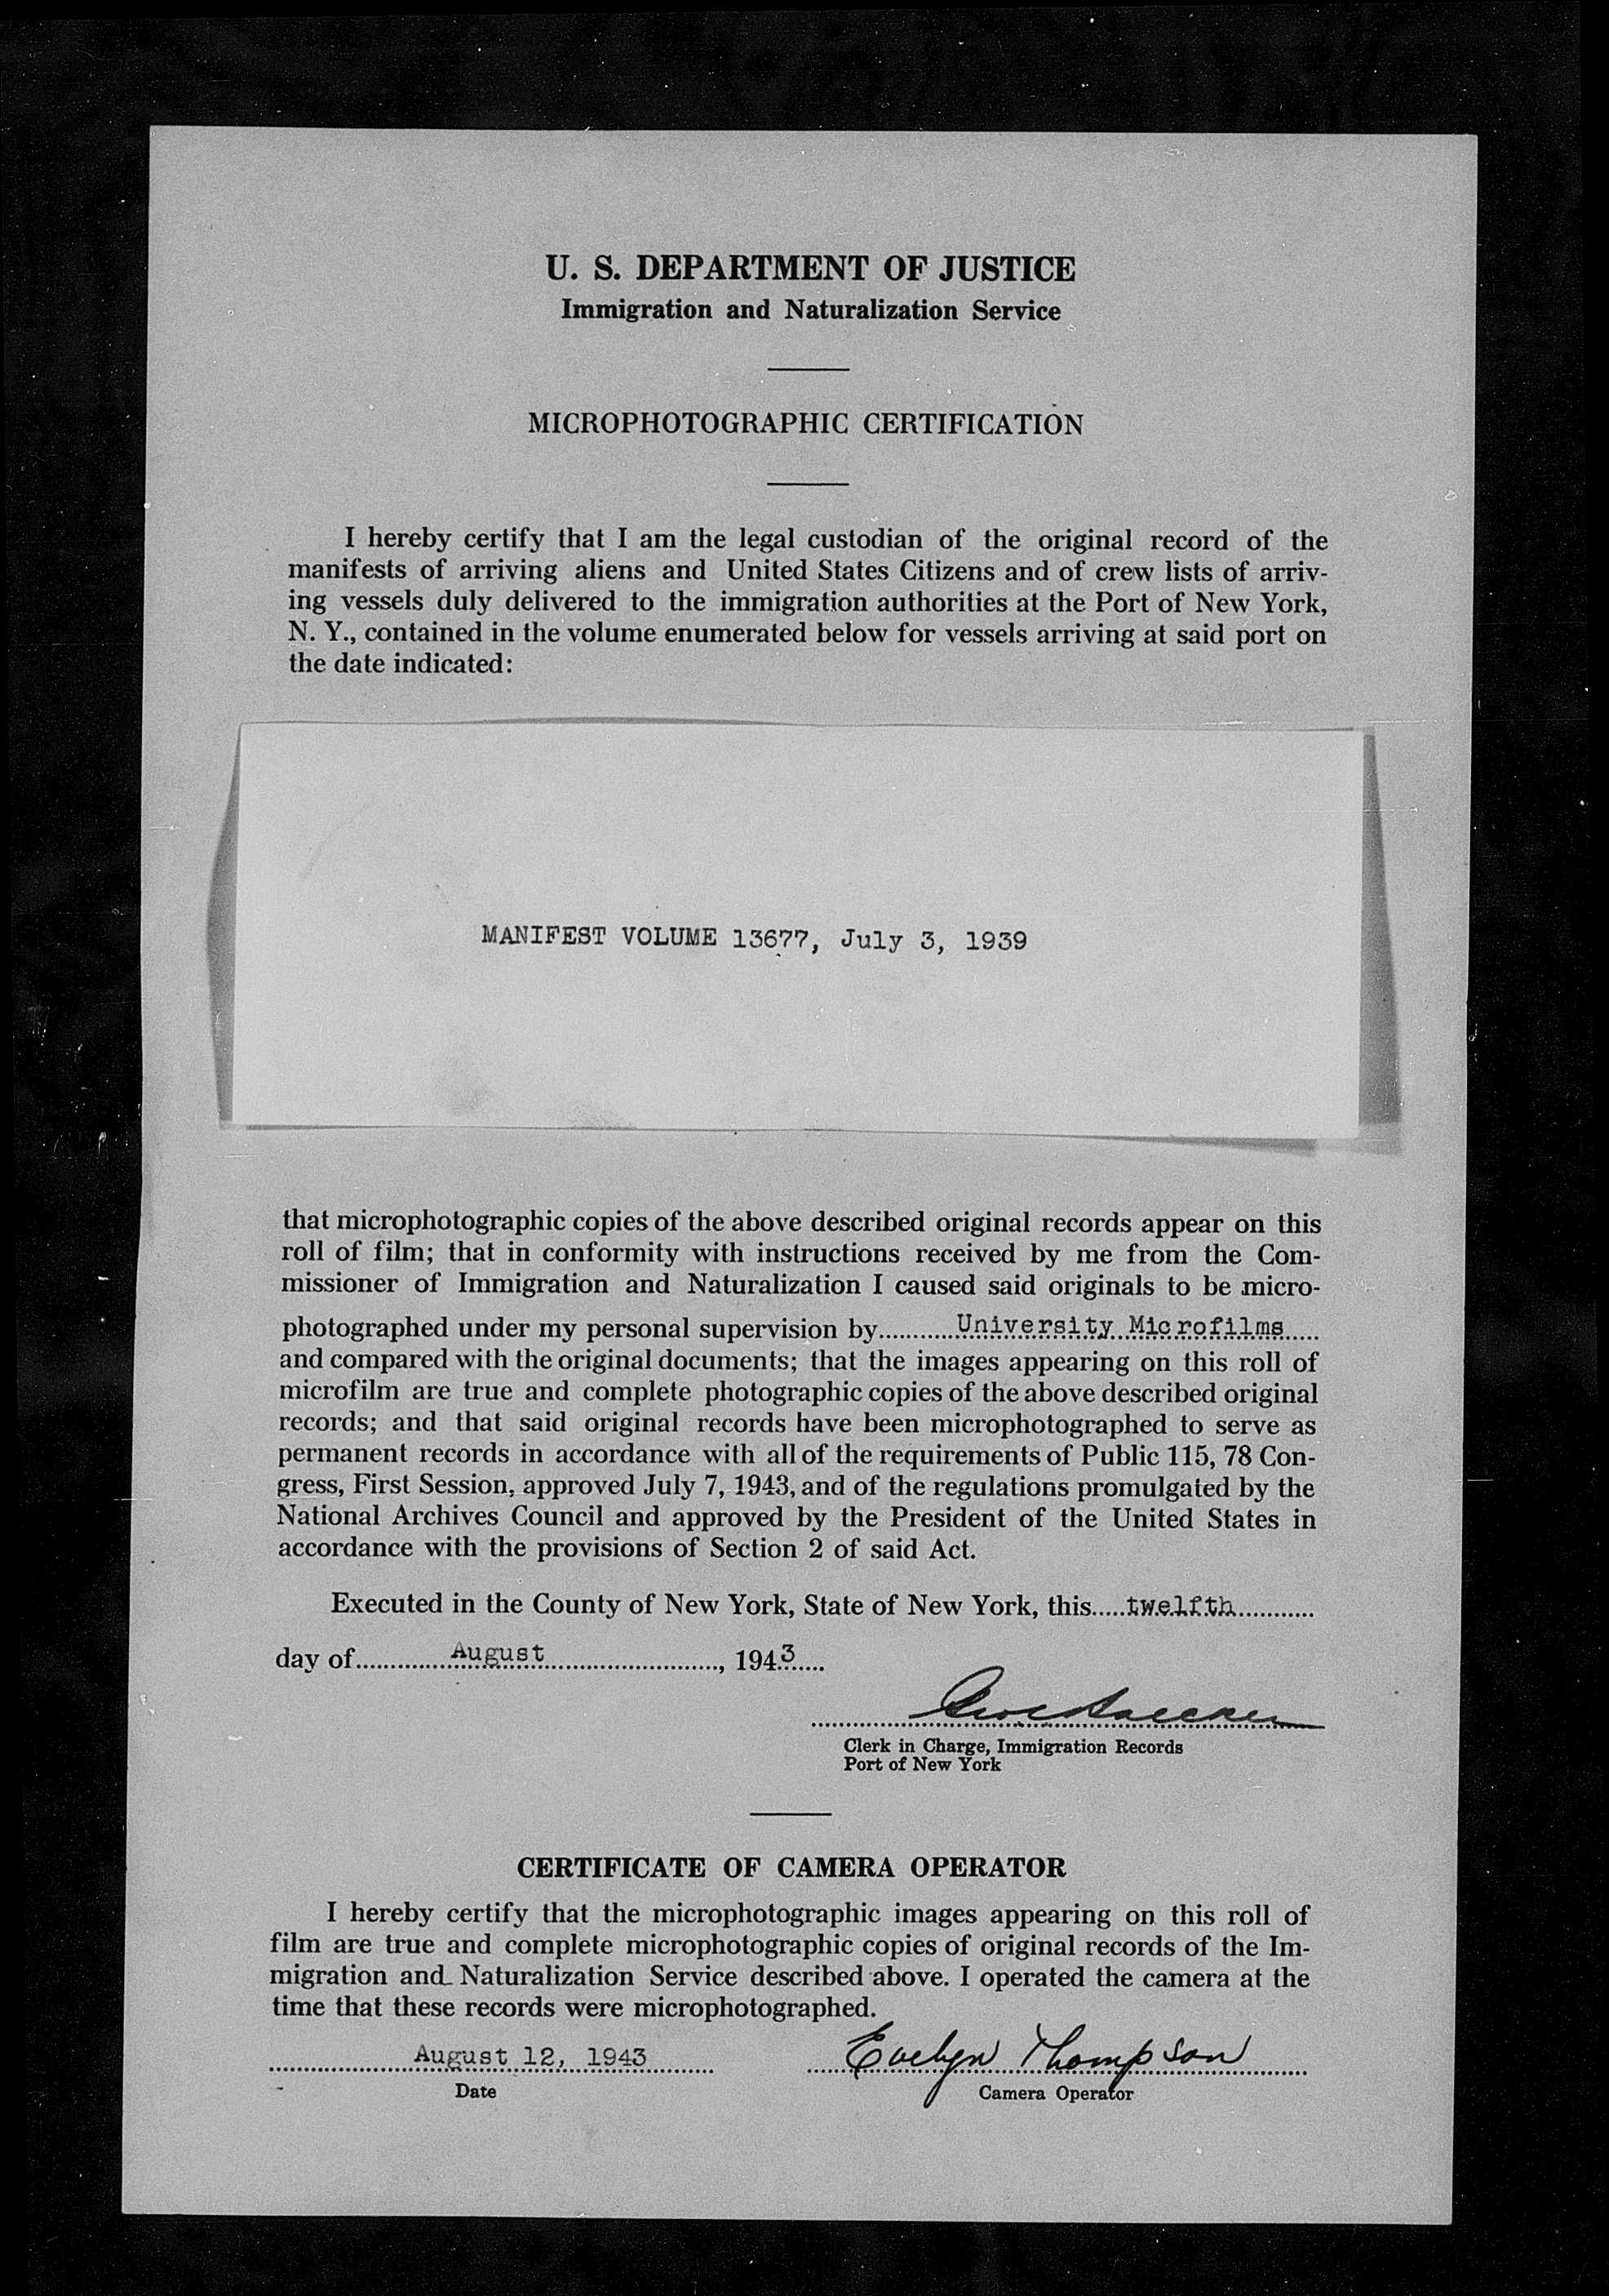 U. S. DEPARTMENT OF JUSTICE
Immigration and Naturalization Service
MICROPHOTOGRAPHIC CERTIFICATION
I hereby certify that I am the legal custodian of the original record of the
manifests of arriving aliens and United States Citizens and of crew lists of arriv-
ing vessels duly delivered to the immigration authorities at the Port of New York,
N. Y., contained in the volume enumerated below for vessels arriving at said port on
the date indicated:
MANIFEST VOLUME 13677, July 3, 1939
that microphotographic copies of the above described original records appear on this
roll of film; that in conformity with instructions received by me from the Com-
missioner of Immigration and Naturalization I caused said originals to be micro-
photographed under my personal supervision by............University Microfilms.....
and compared with the original documents; that the images appearing on this roll of
microfilm are true and complete photographic copies of the above described original
records; and that said original records have been microphotographed to serve as
permanent records in accordance with all of the requirements of Public 115, 78 Con-
gress, First Session, approved July 7, 1943, and of the regulations promulgated by the
National Archives Council and approved by the President of the United States in
accordance with the provisions of Section 2 of said Act.
Executed in the County of New York, State of New York, this.....twelfth............
day of...............August..........................., 1943.....
Clerk in Charge, Immigration Records
Port of New York
CERTIFICATE OF CAMERA OPERATOR
I hereby certify that the microphotographic images appearing on this roll of
film are true and complete microphotographic copies of original records of the Im-
migration and Naturalization Service described above. I operated the camera at the
time that these records were microphotographed.
August 12, 1943 Evelyn Thompson
Date Camera Operator